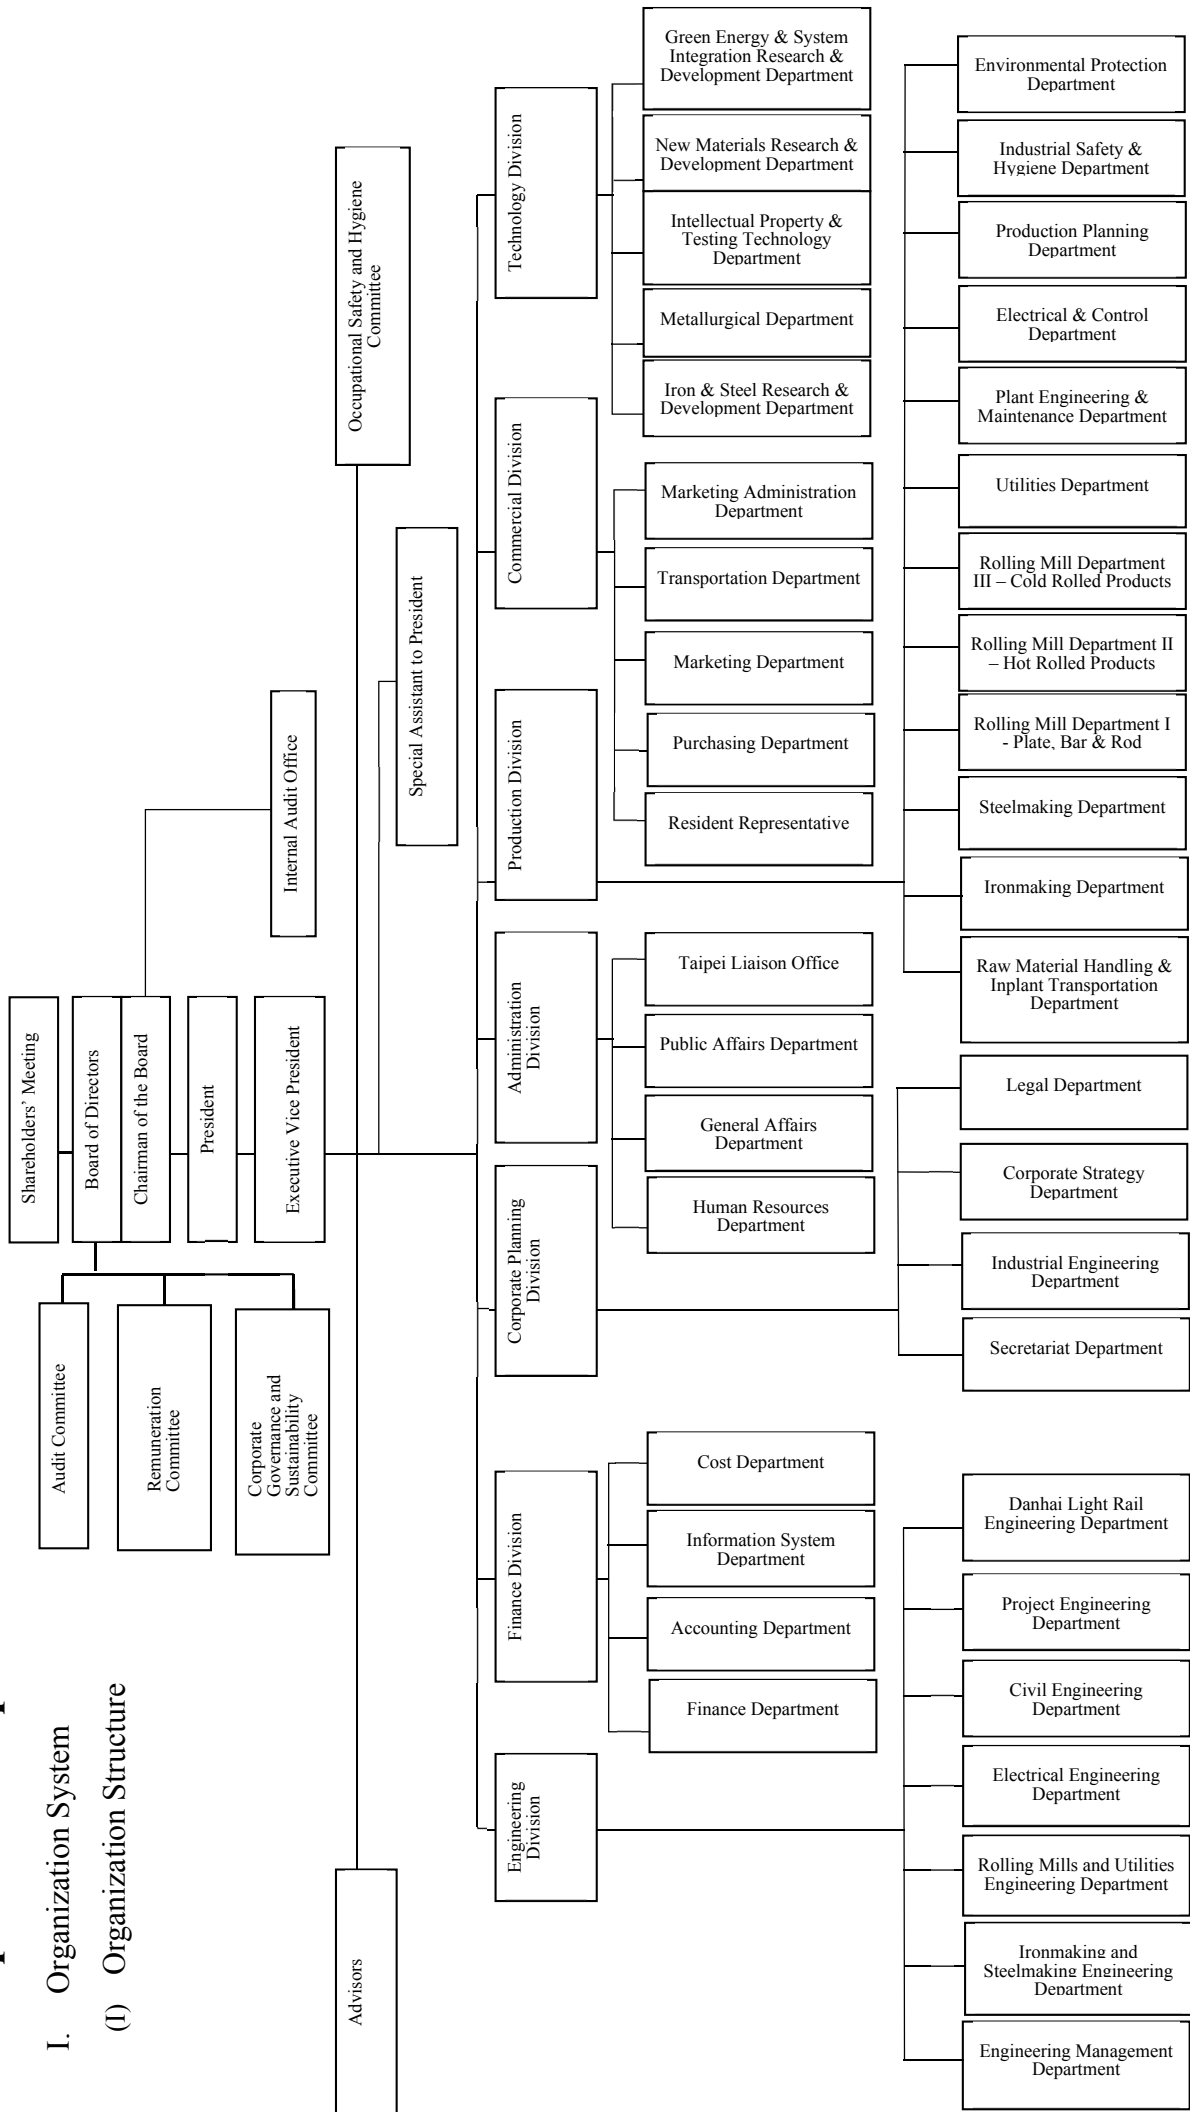 I. Organization System
(I) Organization Structure
Shareholders’ Meeting
Board of Directors
Chairman of the Board
President
Executive Vice President
Audit Committee
Remuneration
Committee
Corporate
Governance and
Sustainability
Committee
Internal Audit Office
Advisors
Occupational Safety and Hygiene
Committee
Special Assistant to President
Engineering
Division
Finance Division
Corporate Planning
Division
Administration
Division
Production Division
Commercial Division
Technology Division
Green Energy & System
Integration Research &
Development Department
New Materials Research &
Development Department
Intellectual Property &
Testing Technology
Department
Metallurgical Department
Iron & Steel Research &
Development Department
Marketing Administration
Department
Transportation Department
Marketing Department
Purchasing Department
Resident Representative
Taipei Liaison Office
Public Affairs Department
General Affairs
Department
Human Resources
Department
Cost Department
Information System
Department
Accounting Department
Finance Department
Environmental Protection
Department
Industrial Safety &
Hygiene Department
Production Planning
Department
Electrical & Control
Department
Plant Engineering &
Maintenance Department
Utilities Department
Rolling Mill Department
III – Cold Rolled Products
Rolling Mill Department II
– Hot Rolled Products
Rolling Mill Department I
- Plate, Bar & Rod
Steelmaking Department
Ironmaking Department
Raw Material Handling &
Inplant Transportation
Department
Legal Department
Corporate Strategy
Department
Industrial Engineering
Department
Secretariat Department
Danhai Light Rail
Engineering Department
Project Engineering
Department
Civil Engineering
Department
Electrical Engineering
Department
Rolling Mills and Utilities
Engineering Department
Ironmaking and
Steelmaking Engineering
Department
Engineering Management
Department